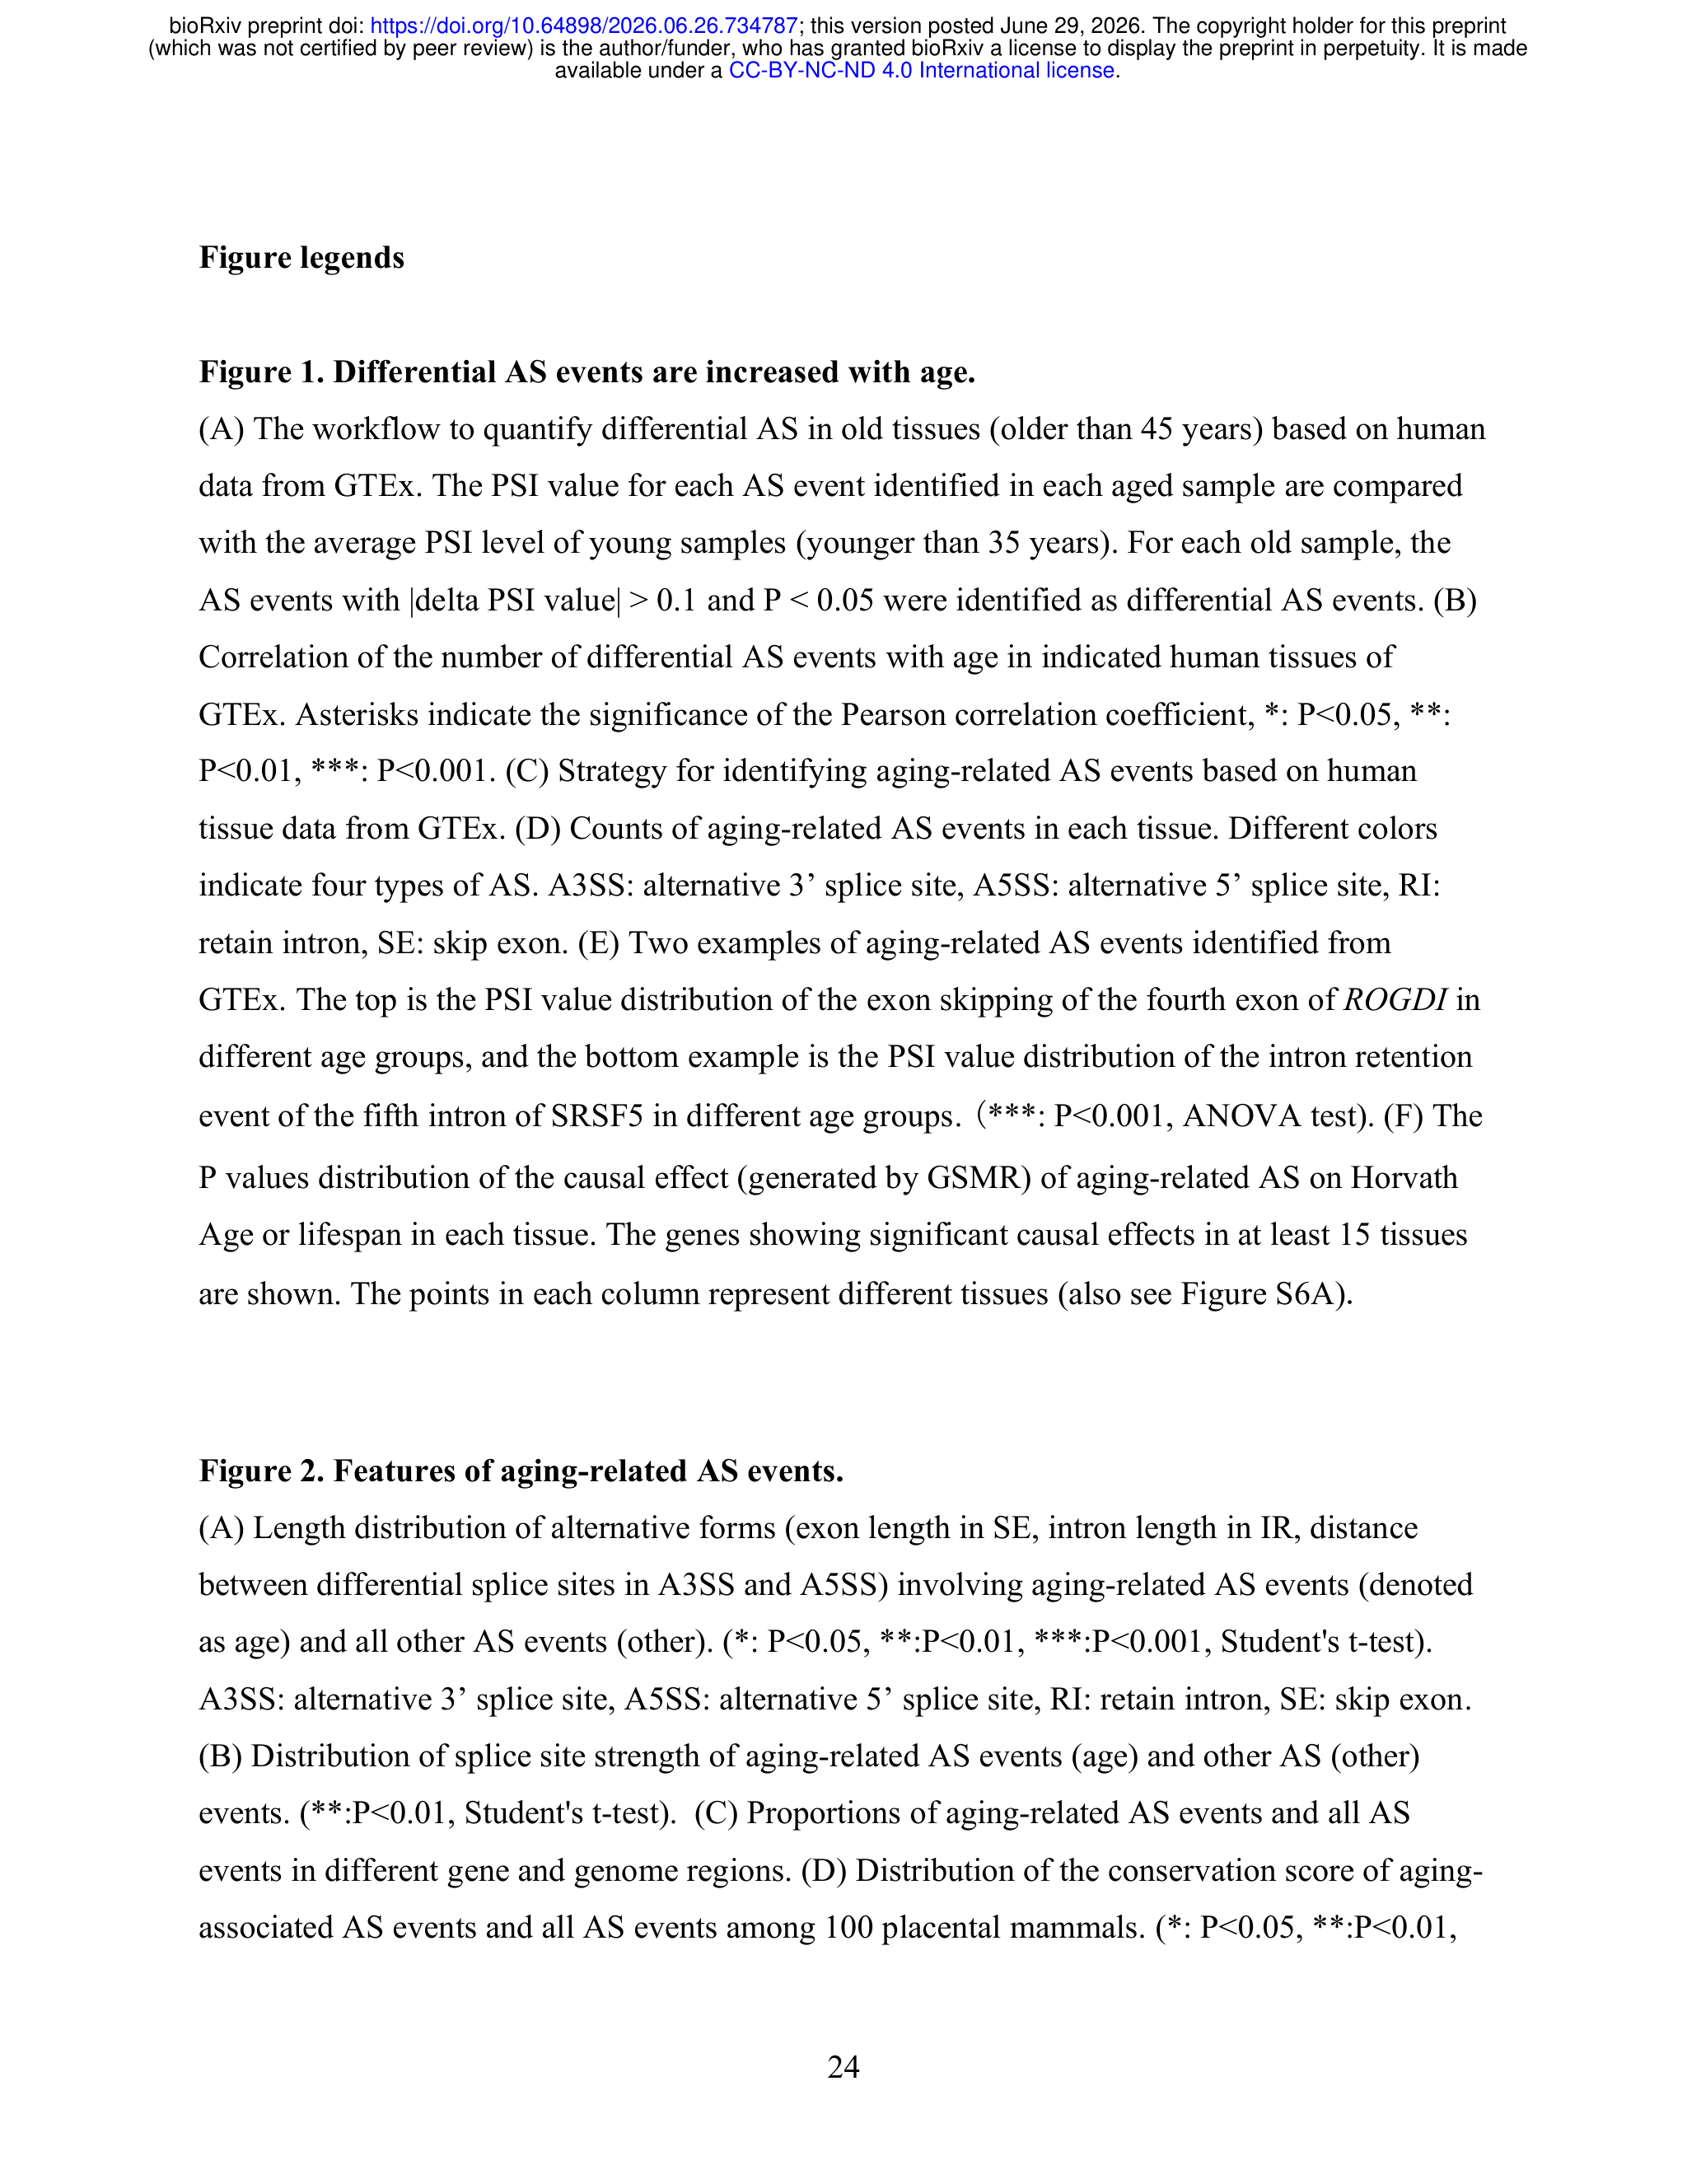 bioRxiv preprint doi: https://doi.org/10.64898/2026.06.26.734787; this version posted June 29, 2026. The copyright holder for this preprint
(which was not certified by peer review) is the author/funder, who has granted bioRxiv a license to display the preprint in perpetuity. It is made
available under a CC-BY-NC-ND 4.0 International license.
Figure legends
Figure 1. Differential AS events are increased with age.
(A) The workflow to quantify differential AS in old tissues (older than 45 years) based on human
data from GTEx. The PSI value for each AS event identified in each aged sample are compared
with the average PSI level of young samples (younger than 35 years). For each old sample, the
AS events with |delta PSI value| > 0.1 and P < 0.05 were identified as differential AS events. (B)
Correlation of the number of differential AS events with age in indicated human tissues of
GTEx. Asterisks indicate the significance of the Pearson correlation coefficient, *: P<0.05, **:
P<0.01, ***: P<0.001. (C) Strategy for identifying aging-related AS events based on human
tissue data from GTEx. (D) Counts of aging-related AS events in each tissue. Different colors
indicate four types of AS. A3SS: alternative 3’ splice site, A5SS: alternative 5’ splice site, RI:
retain intron, SE: skip exon. (E) Two examples of aging-related AS events identified from
GTEx. The top is the PSI value distribution of the exon skipping of the fourth exon of ROGDI in
different age groups, and the bottom example is the PSI value distribution of the intron retention
event of the fifth intron of SRSF5 in different age groups.（***: P<0.001, ANOVA test). (F) The
P values distribution of the causal effect (generated by GSMR) of aging-related AS on Horvath
Age or lifespan in each tissue. The genes showing significant causal effects in at least 15 tissues
are shown. The points in each column represent different tissues (also see Figure S6A).
Figure 2. Features of aging-related AS events.
(A) Length distribution of alternative forms (exon length in SE, intron length in IR, distance
between differential splice sites in A3SS and A5SS) involving aging-related AS events (denoted
as age) and all other AS events (other). (*: P<0.05, **:P<0.01, ***:P<0.001, Student's t-test).
A3SS: alternative 3’ splice site, A5SS: alternative 5’ splice site, RI: retain intron, SE: skip exon.
(B) Distribution of splice site strength of aging-related AS events (age) and other AS (other)
events. (**:P<0.01, Student's t-test).  (C) Proportions of aging-related AS events and all AS
events in different gene and genome regions. (D) Distribution of the conservation score of aging-
associated AS events and all AS events among 100 placental mammals. (*: P<0.05, **:P<0.01,
24